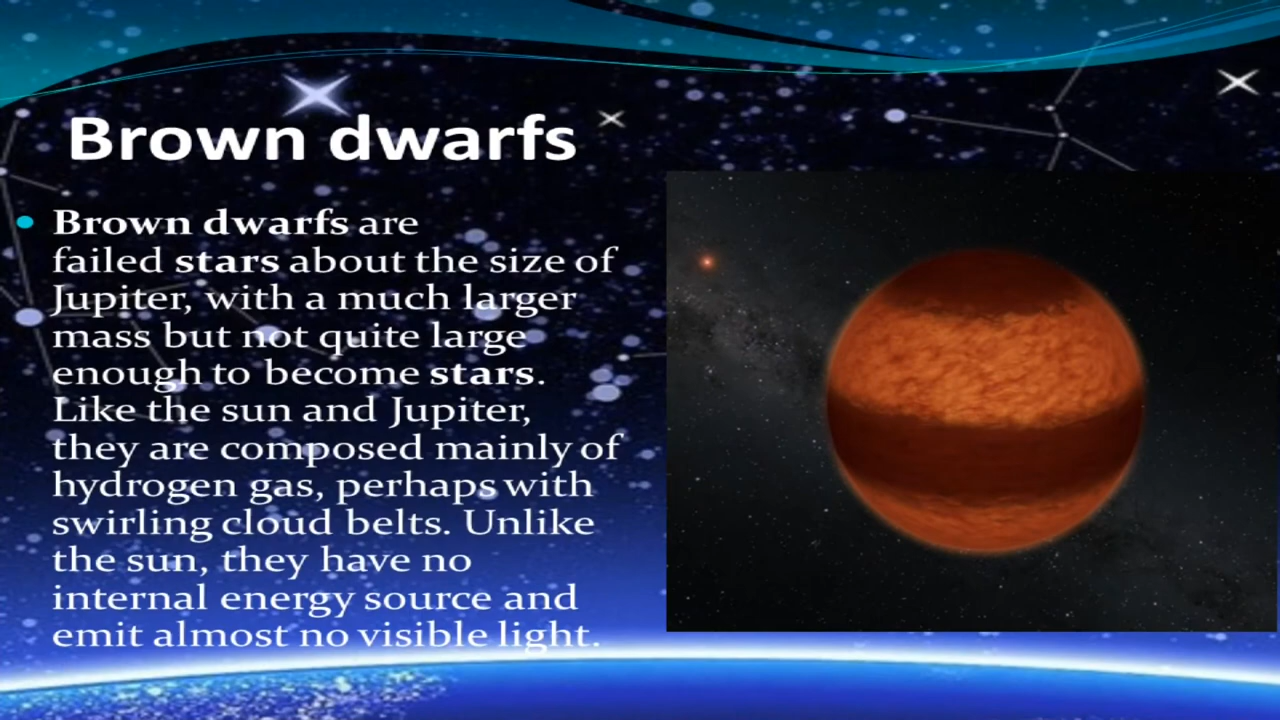 Brown dwarfs
Brown dwarfs are
failed stars about the size of
Jupiter, with a much larger
mass but not quite large
enough to become stars.
Like the sun and Jupiter,
they are composed mainly of
hydrogen gas, perhaps with
swirling cloud belts. Unlike
the sun, they have no
internal energy source and
emit almost no visible light.